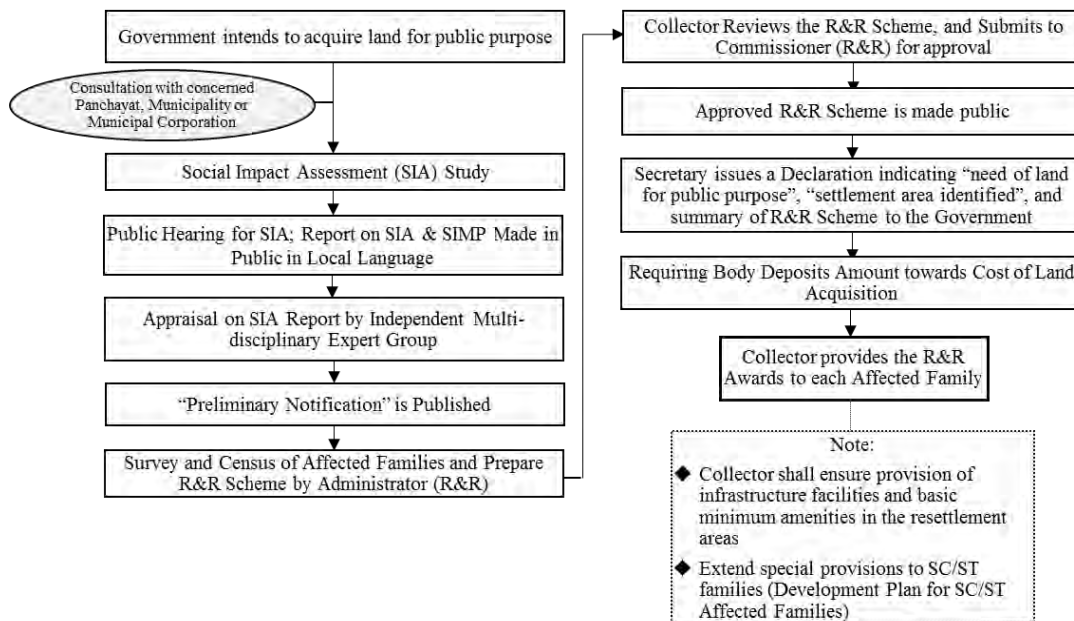 Government intends to acquire land for public purpose
Consultation with concerned
Panchayat, Municipality or
Municipal Corporation
Social Impact Assessment (SIA) Study
Public Hearing for SIA; Report on SIA & SIMP Made in
Public in Local Language
Appraisal on SIA Report by Independent Multi-
disciplinary Expert Group
“Preliminary Notification” is Published
Survey and Census of Affected Families and Prepare
R&R Scheme by Administrator (R&R)
Collector Reviews the R&R Scheme, and Submits to
Commissioner (R&R) for approval
Approved R&R Scheme is made public
Secretary issues a Declaration indicating “need of land
for public purpose”, “settlement area identified”, and
summary of R&R Scheme to the Government
Requiring Body Deposits Amount towards Cost of Land
Acquisition
Collector provides the R&R
Awards to each Affected Family
Note:
◆ Collector shall ensure provision of
infrastructure facilities and basic
minimum amenities in the resettlement
areas
◆ Extend special provisions to SC/ST
families (Development Plan for SC/ST
Affected Families)